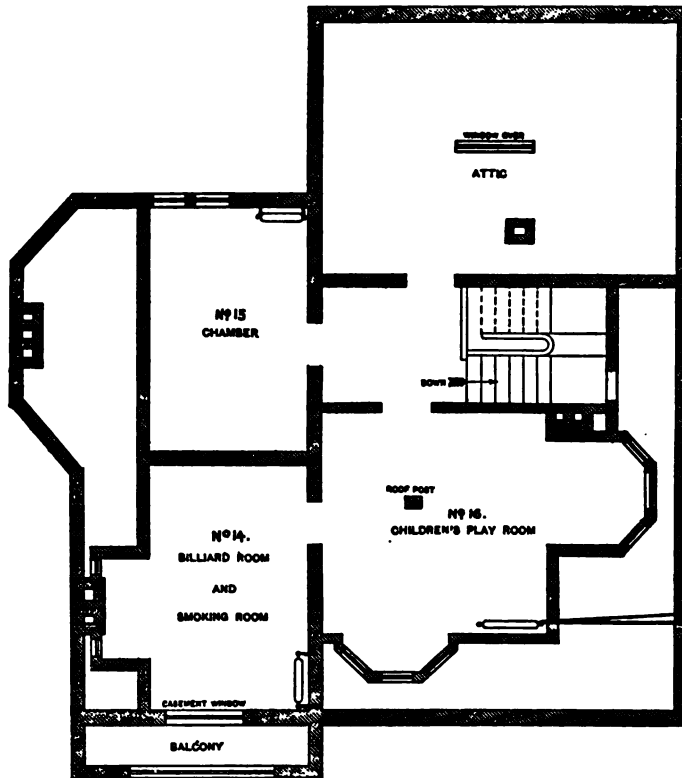 WINDOW OVER
ATTIC
Nº 15
CHAMBER
DOWN
ROOF POST
Nº 16.
CHILDREN'S PLAY ROOM
Nº 14.
BILLIARD ROOM
AND
SMOKING ROOM
CASEMENT WINDOW
BALCONY